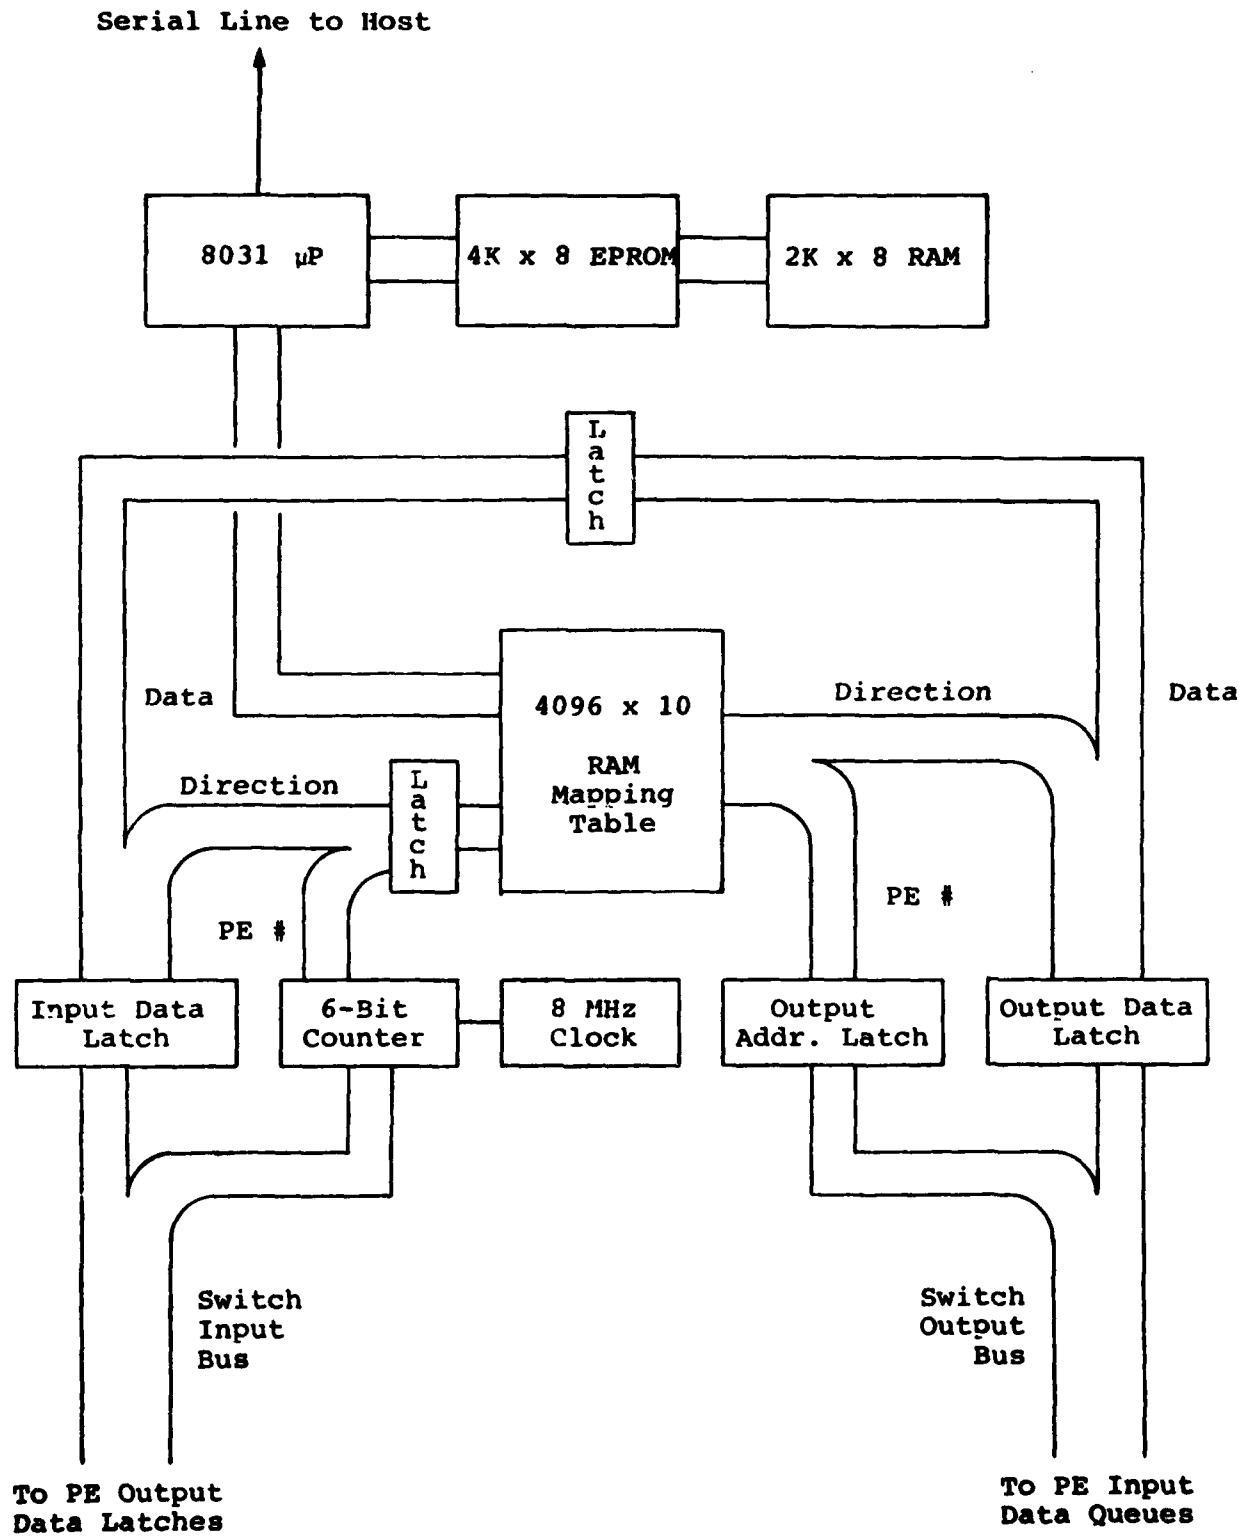 Serial Line to Host
8031 µP
4K x 8 EPROM
2K x 8 RAM
Latch
Data
4096 x 10
RAM
Mapping
Table
Direction
Data
Direction
Latch
PE #
PE #
Input Data
Latch
6-Bit
Counter
8 MHz
Clock
Output
Addr. Latch
Output Data
Latch
Switch
Input
Bus
Switch
Output
Bus
To PE Output
Data Latches
To PE Input
Data Queues